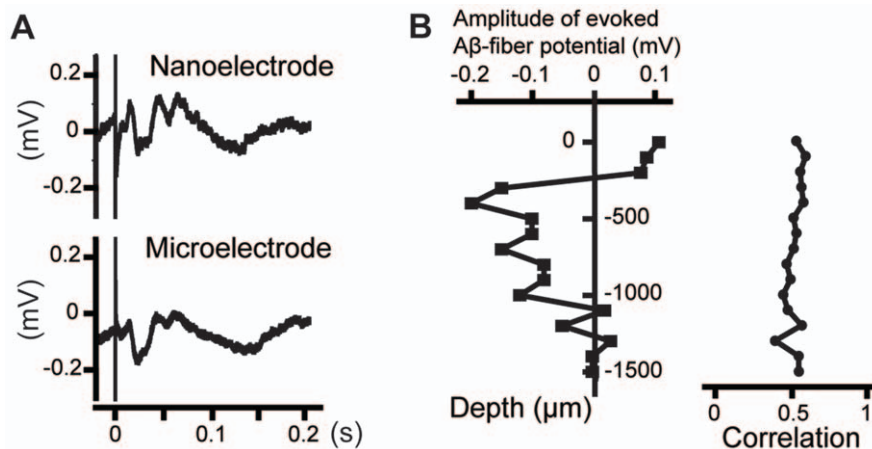 A
Nanoelectrode
0.2
0
-0.2
(mV)
Microelectrode
0.2
0
-0.2
(mV)
0 0.1 0.2 (s)
B
Amplitude of evoked
Aβ-fiber potential (mV)
-0.2 -0.1 0 0.1
0
-500
-1000
-1500
Depth (μm)
0 0.5 1
Correlation